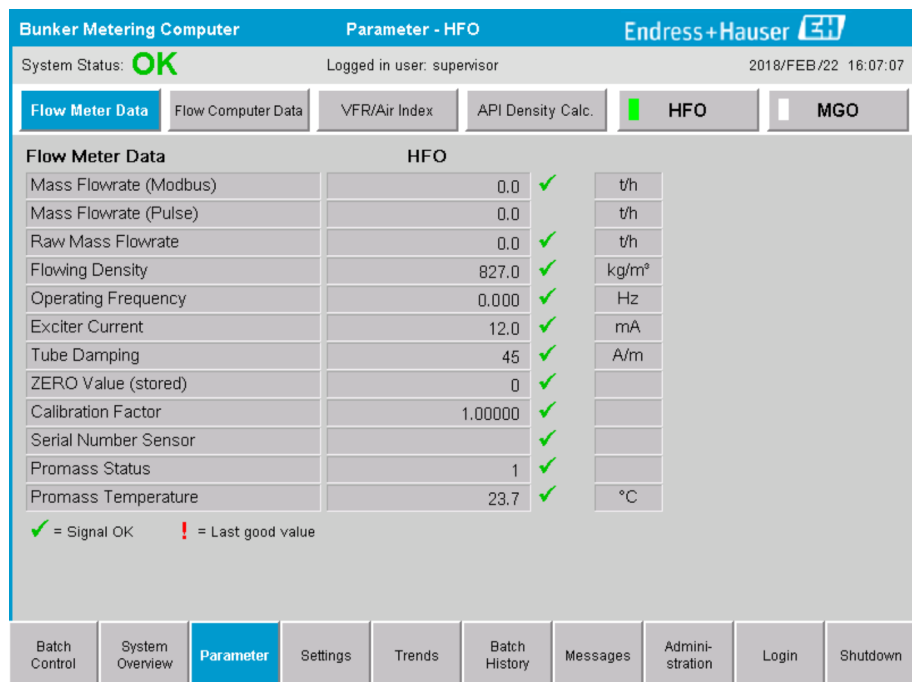 Bunker Metering Computer Parameter - HFO Endress+Hauser EH
System Status: OK Logged in user: supervisor 2018/FEB/22 16:07:07
Flow Meter Data Flow Computer Data VFR/Air Index API Density Calc. HFO MGO
Flow Meter Data HFO
Mass Flowrate (Modbus) 0.0 ✓ t/h
Mass Flowrate (Pulse) 0.0 t/h
Raw Mass Flowrate 0.0 ✓ t/h
Flowing Density 827.0 ✓ kg/m³
Operating Frequency 0.000 ✓ Hz
Exciter Current 12.0 ✓ mA
Tube Damping 45 ✓ A/m
ZERO Value (stored) 0 ✓
Calibration Factor 1.00000 ✓
Serial Number Sensor ✓
Promass Status 1 ✓
Promass Temperature 23.7 ✓ °C
✓ = Signal OK ! = Last good value
Batch Control System Overview Parameter Settings Trends Batch History Messages Admini-stration Login Shutdown